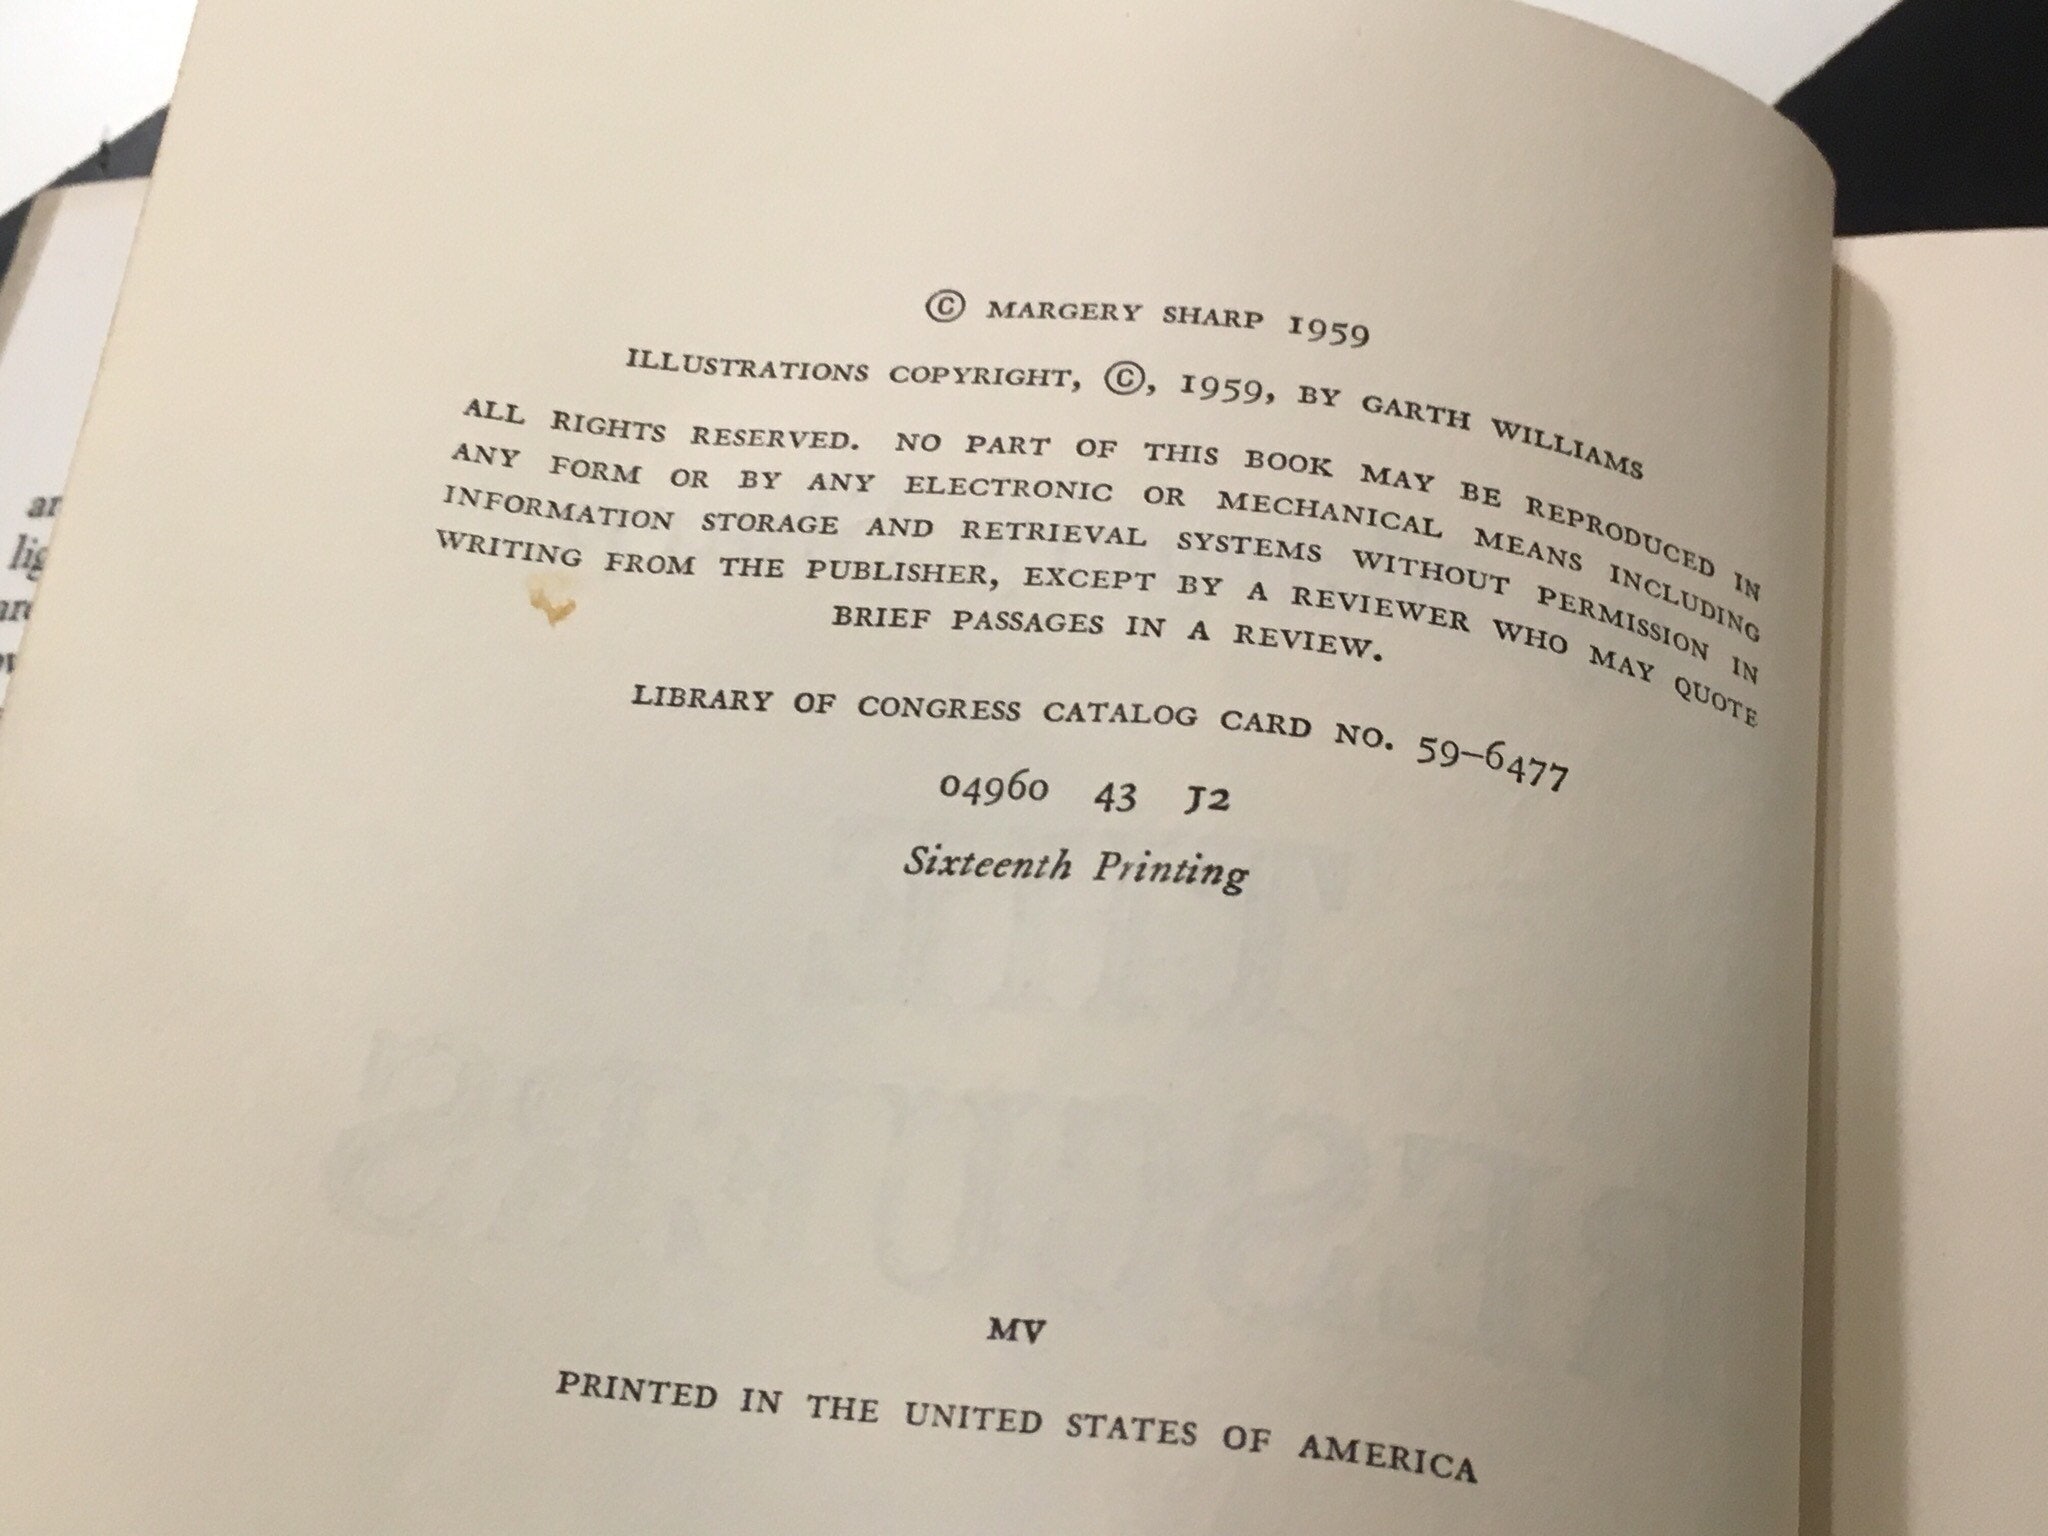 © MARGERY SHARP 1959
ILLUSTRATIONS COPYRIGHT, ©, 1959, BY GARTH WILLIAMS
ALL RIGHTS RESERVED. NO PART OF THIS BOOK MAY BE REPRODUCED IN
ANY FORM OR BY ANY ELECTRONIC OR MECHANICAL MEANS INCLUDING
INFORMATION STORAGE AND RETRIEVAL SYSTEMS WITHOUT PERMISSION IN
WRITING FROM THE PUBLISHER, EXCEPT BY A REVIEWER WHO MAY QUOTE
BRIEF PASSAGES IN A REVIEW.
LIBRARY OF CONGRESS CATALOG CARD NO. 59–6477
04960 43 J2
Sixteenth Printing
MV
PRINTED IN THE UNITED STATES OF AMERICA